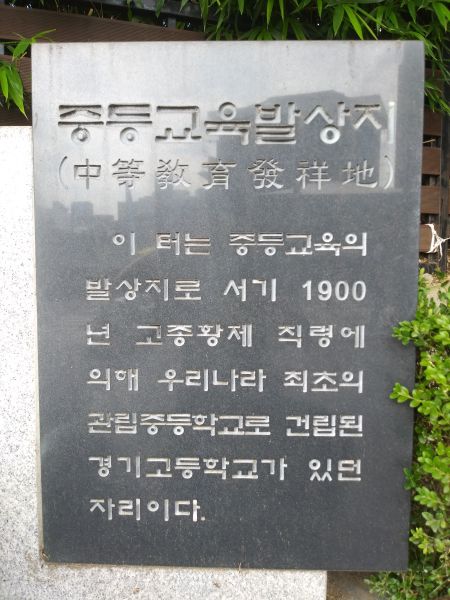 중등교육발상지
(中等敎育發祥地)
이 터는 중등교육의
발상지로 서기 1900
년 고종황제 직령에
의해 우리나라 최초의
관립중등학교로 건립된
경기고등학교가 있던
자리이다.